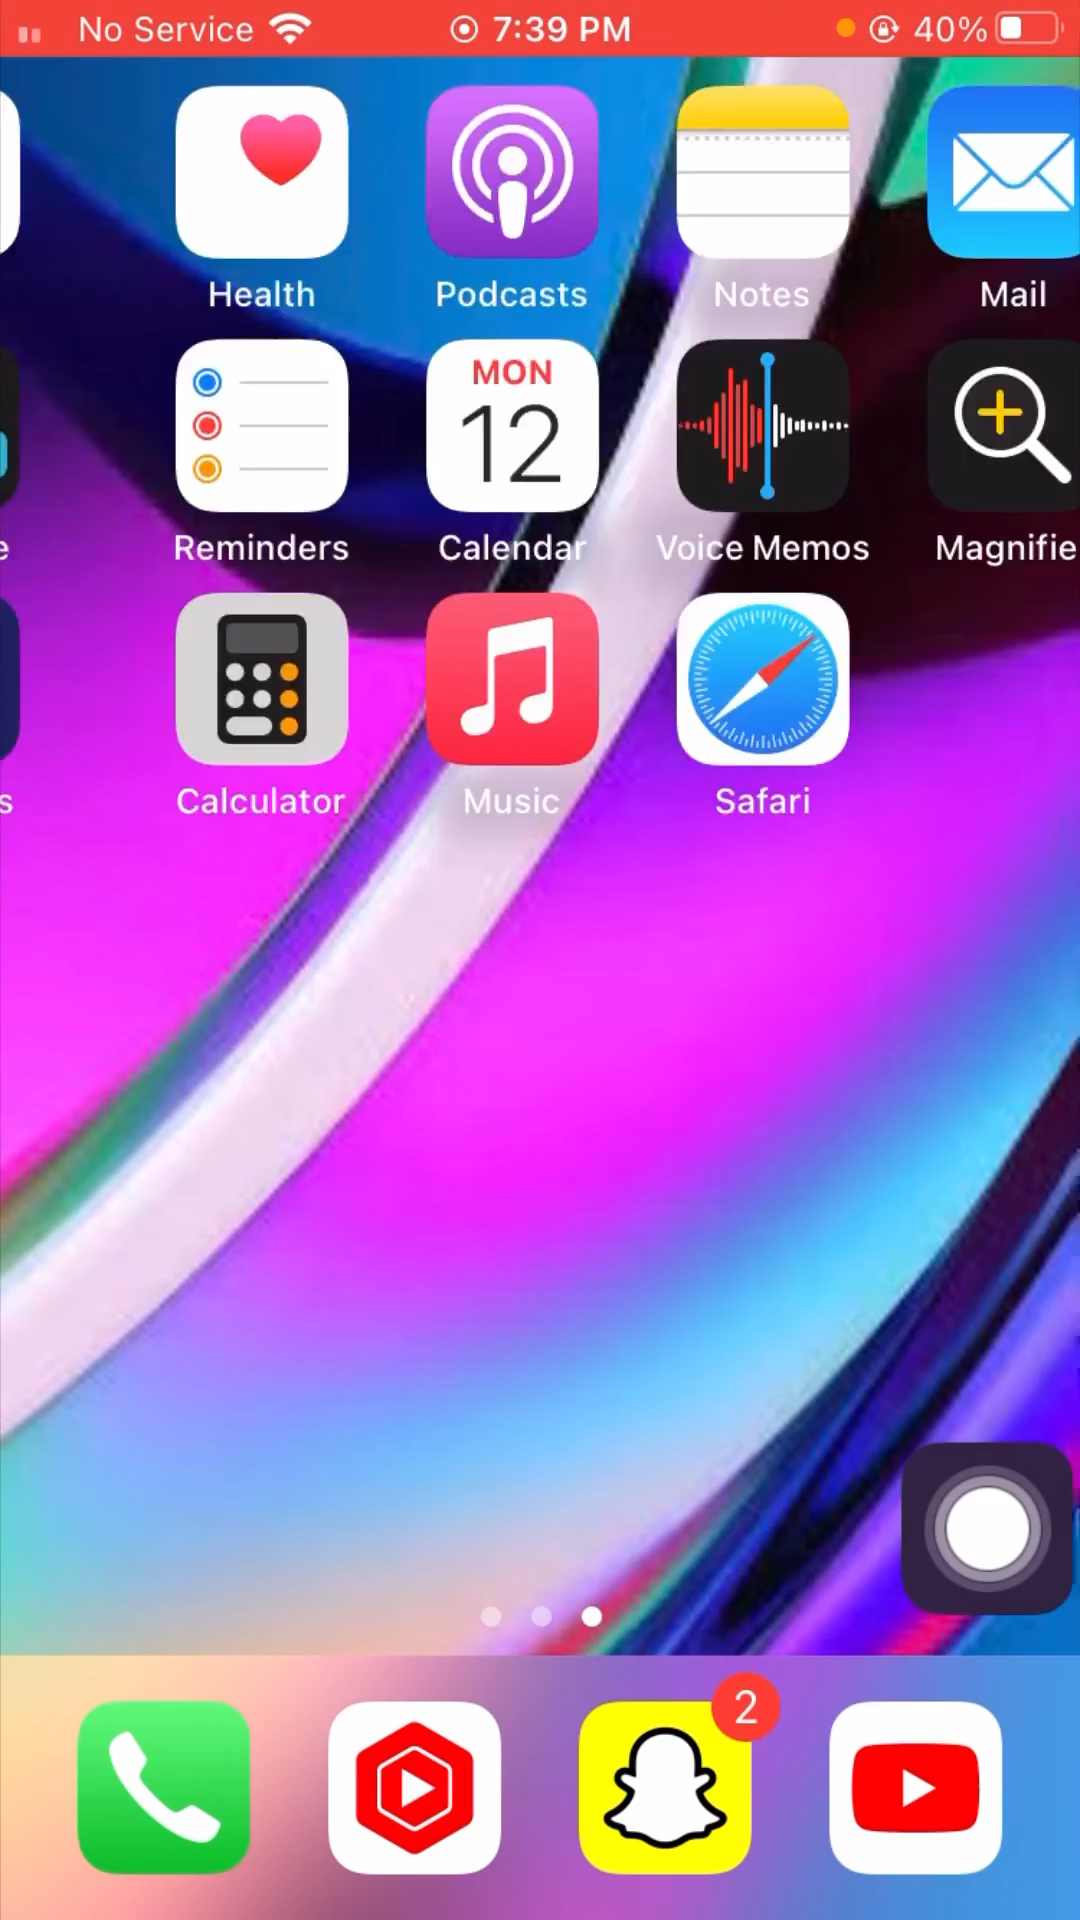 No Service 7:39 PM 40%
Health Podcasts Notes Mail
MON
12
e Reminders Calendar Voice Memos Magnifie
s Calculator Music Safari
2